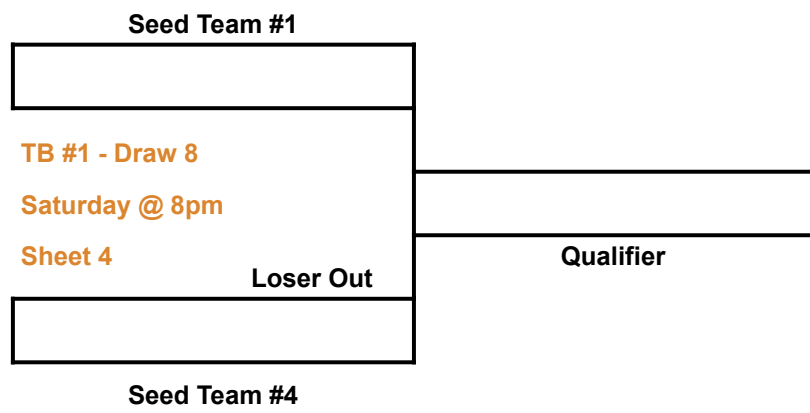 Seed Team #1
TB #1 - Draw 8
Saturday @ 8pm
Sheet 4
Loser Out
Qualifier
Seed Team #4